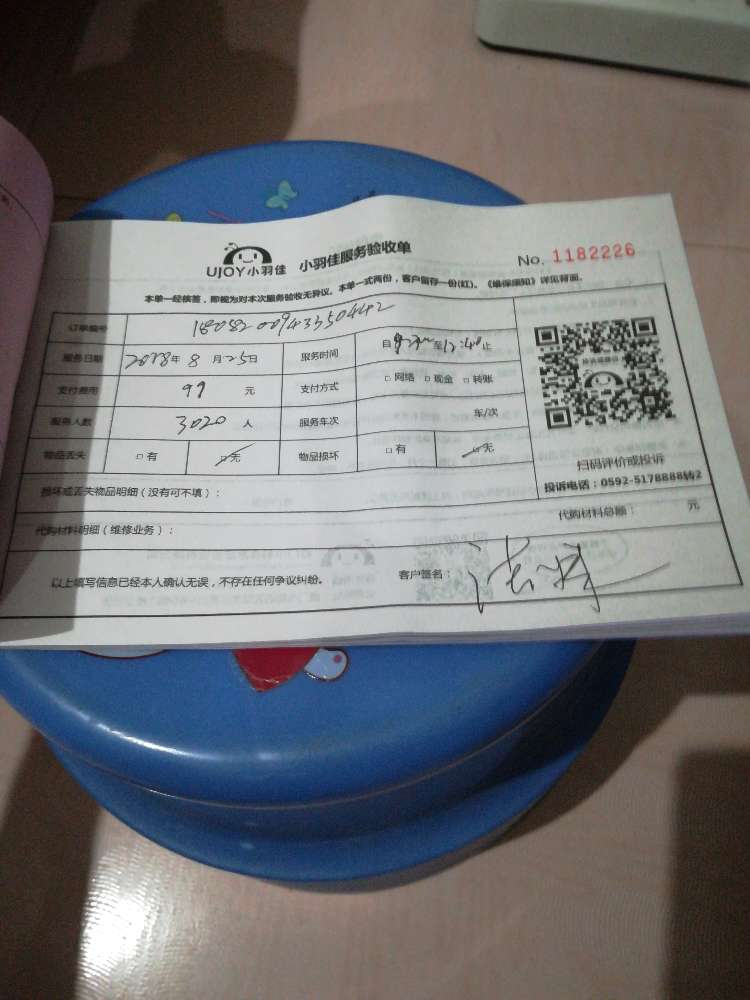 UJOY小羽佳 小羽佳服务验收单 No. 1182226
本单一经核签，即视为对本次服务验收无异议。本单一式两份，客户留存一份(红)。《维保须知》详见背面。
订单编号
服务日期 2018年 8 月 25日 服务时间 自 至12:40止
支付费用 99 元 支付方式 □ 网络 □ 现金 □ 转账
服务人数 3020 人 服务车次 车/次
物品丢失 □ 有 □ 无 物品损坏 □ 有 □ 无
扫码评价或投诉
投诉电话：0592-5178888转2
损坏或丢失物品明细（没有可不填）：
代购材料明细（维修业务）： 代购材料总额： 元
以上填写信息已经本人确认无误，不存在任何争议纠纷。 客户签名：